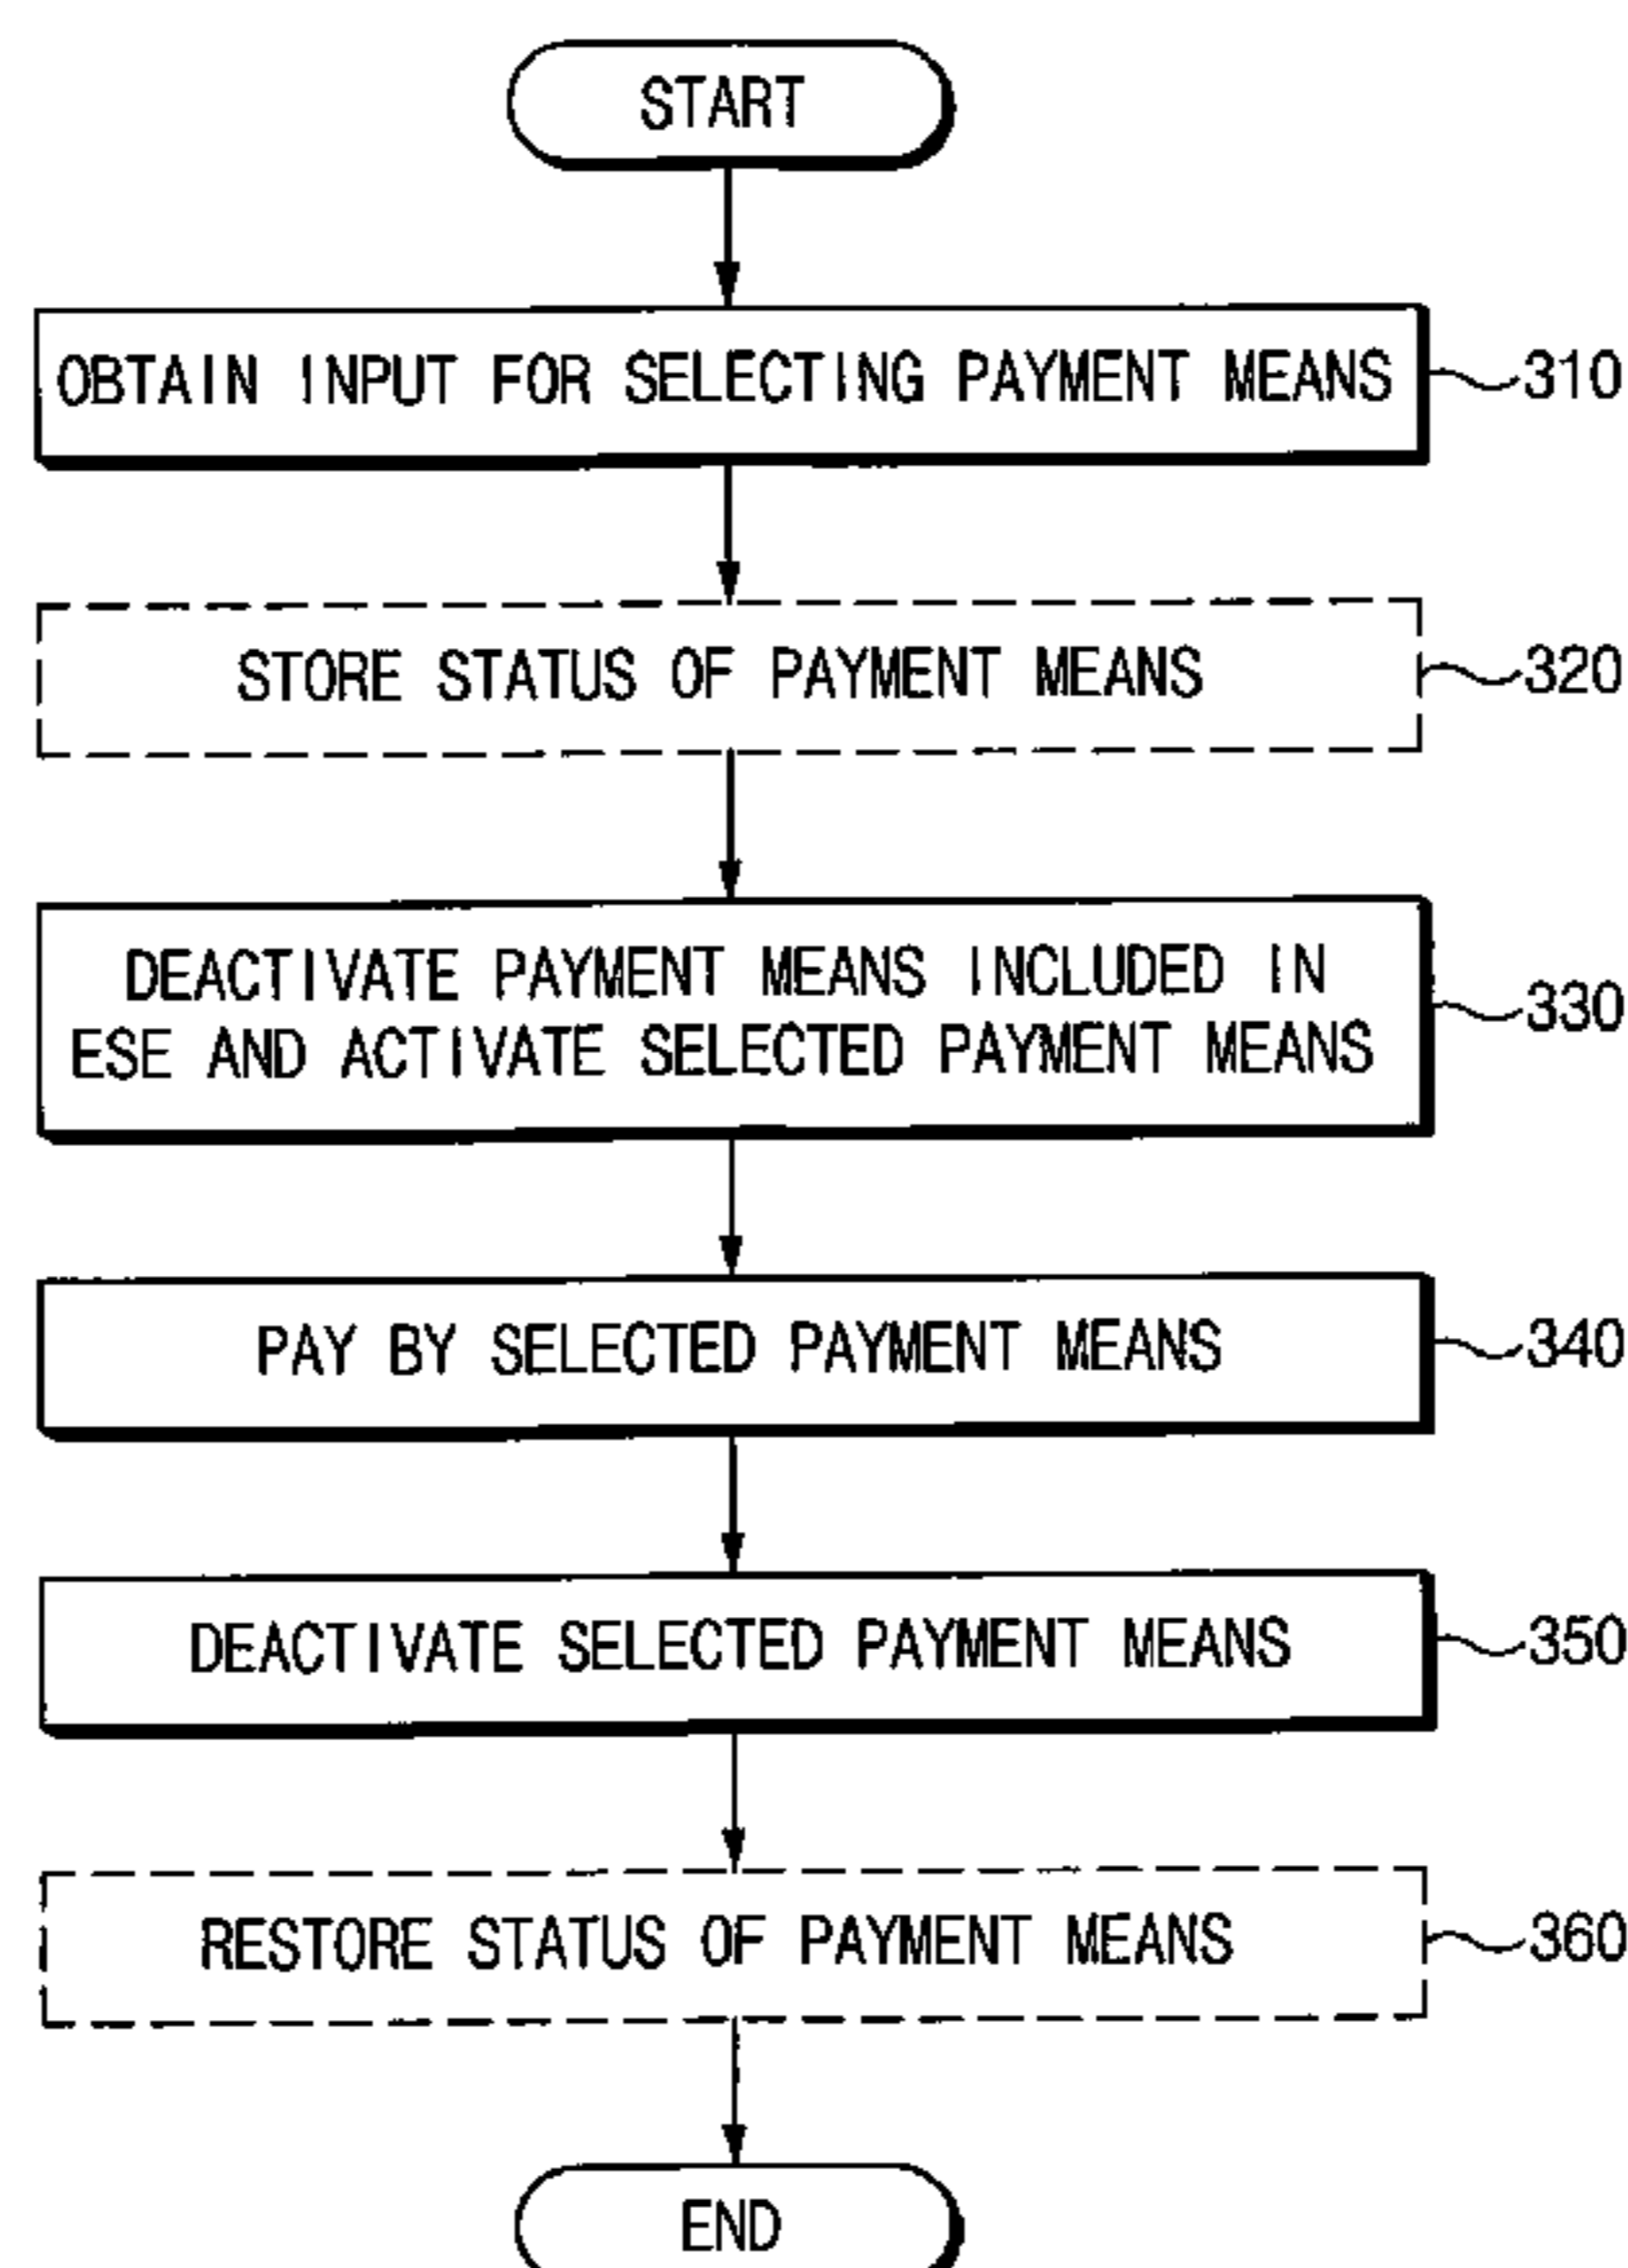 START
OBTAIN INPUT FOR SELECTING PAYMENT MEANS
310
STORE STATUS OF PAYMENT MEANS
320
DEACTIVATE PAYMENT MEANS INCLUDED IN
ESE AND ACTIVATE SELECTED PAYMENT MEANS
330
PAY BY SELECTED PAYMENT MEANS
340
DEACTIVATE SELECTED PAYMENT MEANS
350
RESTORE STATUS OF PAYMENT MEANS
360
END